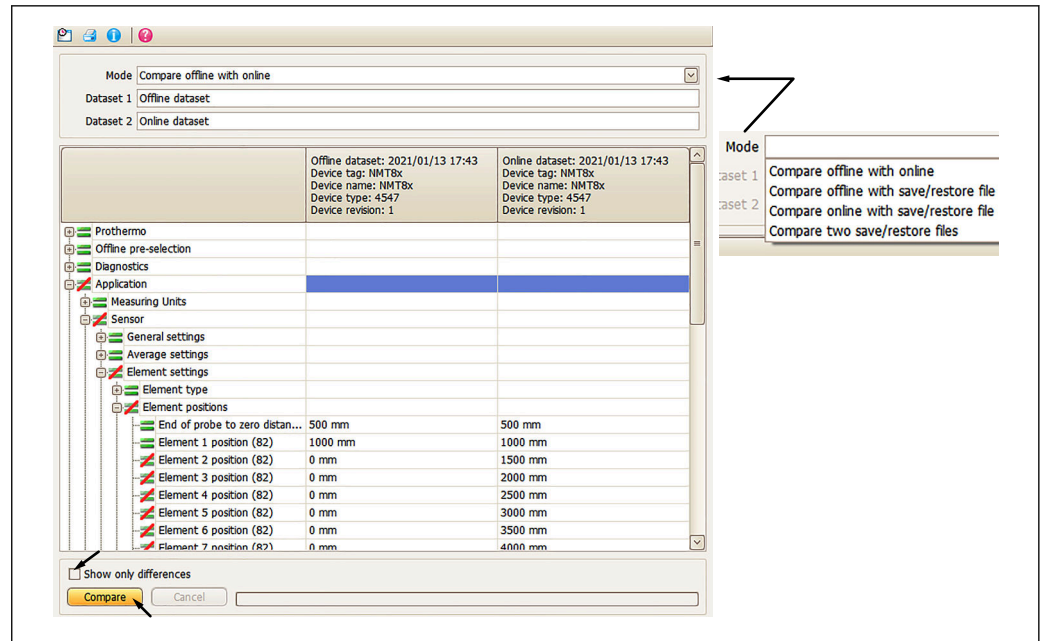 Mode Compare offline with online
Dataset 1 Offline dataset
Dataset 2 Online dataset
Offline dataset: 2021/01/13 17:43
Device tag: NMT8x
Device name: NMT8x
Device type: 4547
Device revision: 1
Online dataset: 2021/01/13 17:43
Device tag: NMT8x
Device name: NMT8x
Device type: 4547
Device revision: 1
Prothermo
Offline pre-selection
Diagnostics
Application
Measuring Units
Sensor
General settings
Average settings
Element settings
Element type
Element positions
End of probe to zero distan... 500 mm 500 mm
Element 1 position (82) 1000 mm 1000 mm
Element 2 position (82) 0 mm 1500 mm
Element 3 position (82) 0 mm 2000 mm
Element 4 position (82) 0 mm 2500 mm
Element 5 position (82) 0 mm 3000 mm
Element 6 position (82) 0 mm 3500 mm
Element 7 position (82) 0 mm 4000 mm
Show only differences
Compare Cancel
Mode
taset 1
taset 2
Compare offline with online
Compare offline with save/restore file
Compare online with save/restore file
Compare two save/restore files